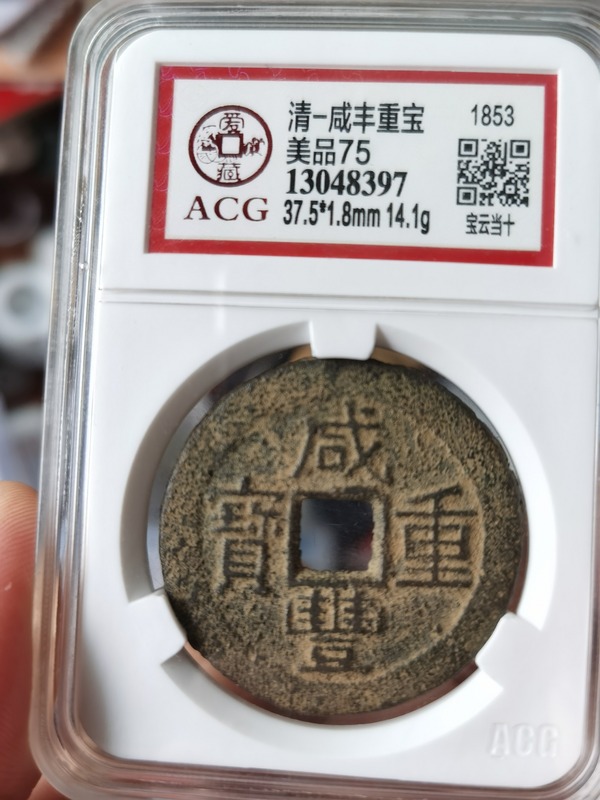 愛
藏
ACG
清-咸丰重宝
1853
美品75
13048397
37.5*1.8mm 14.1g
宝云当十
咸
豐
重
寶
ACG